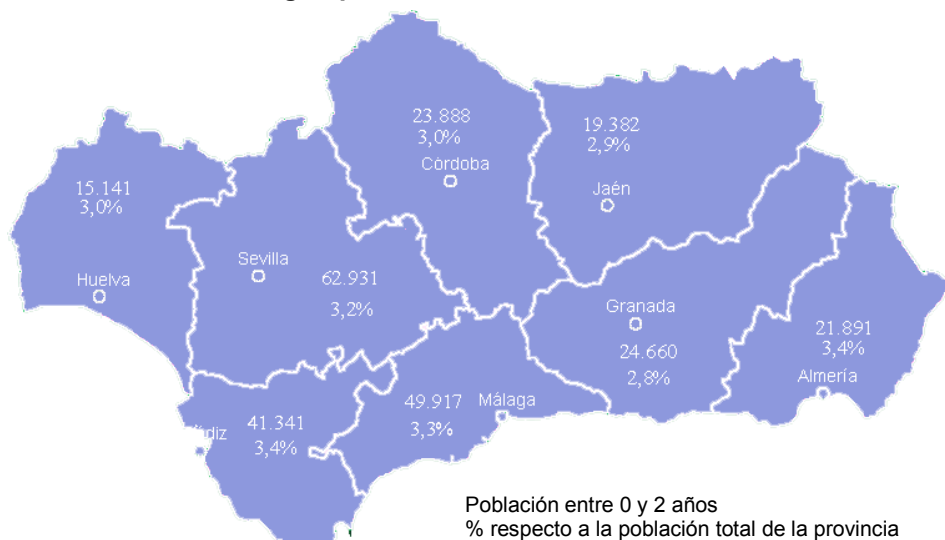 23.888
3,0%
Córdoba
19.382
2,9%
Jaén
15.141
3,0%
Huelva
Sevilla
62.931
3,2%
Granada
24.660
2,8%
21.891
3,4%
Almería
49.917
3,3%
Málaga
41.341
3,4%
diz
Población entre 0 y 2 años
% respecto a la población total de la provincia